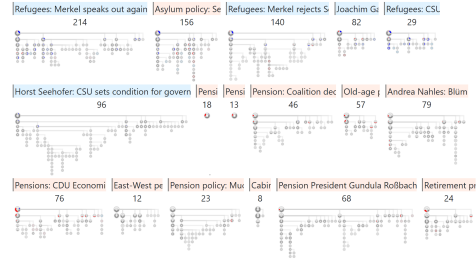 Refugees: Merkel speaks out again
Asylum policy: Se
Refugees: Merkel rejects S
Joachim Ga
Refugees: CSU
214
156
140
82
29
Horst Seehofer: CSU sets condition for govern
Pensi
Pensi
Pension: Coalition dec
Old-age p
Andrea Nahles: Blüm
96
18
13
46
57
79
Pensions: CDU Economi
East-West pe
Pension policy: Mu
Cabin
Pension President Gundula Roßbach
Retirement pr
76
12
23
8
68
24